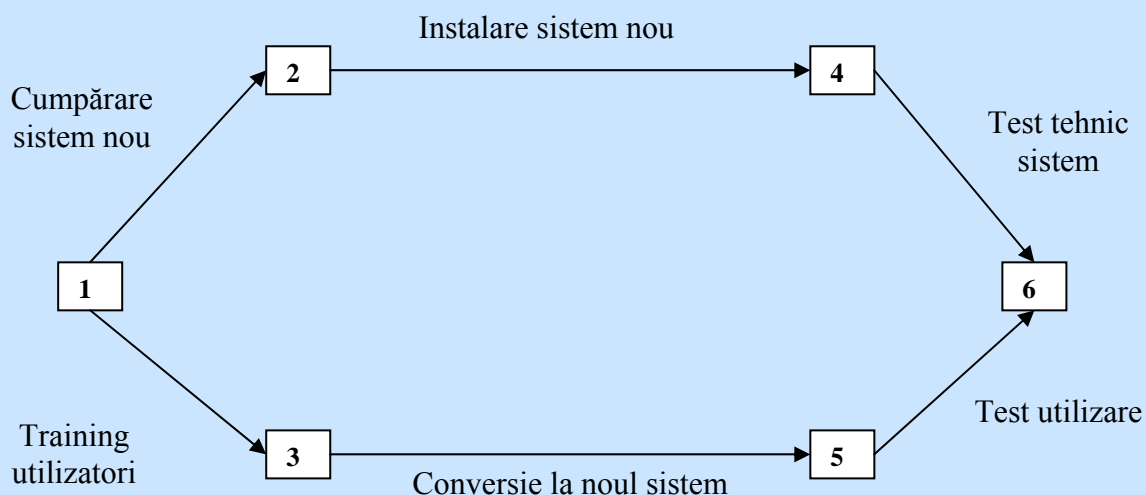 Instalare sistem nou
2
4
Cumpărare
sistem nou
Test tehnic
sistem
1
6
Training
utilizatori
3
5
Test utilizare
Conversie la noul sistem